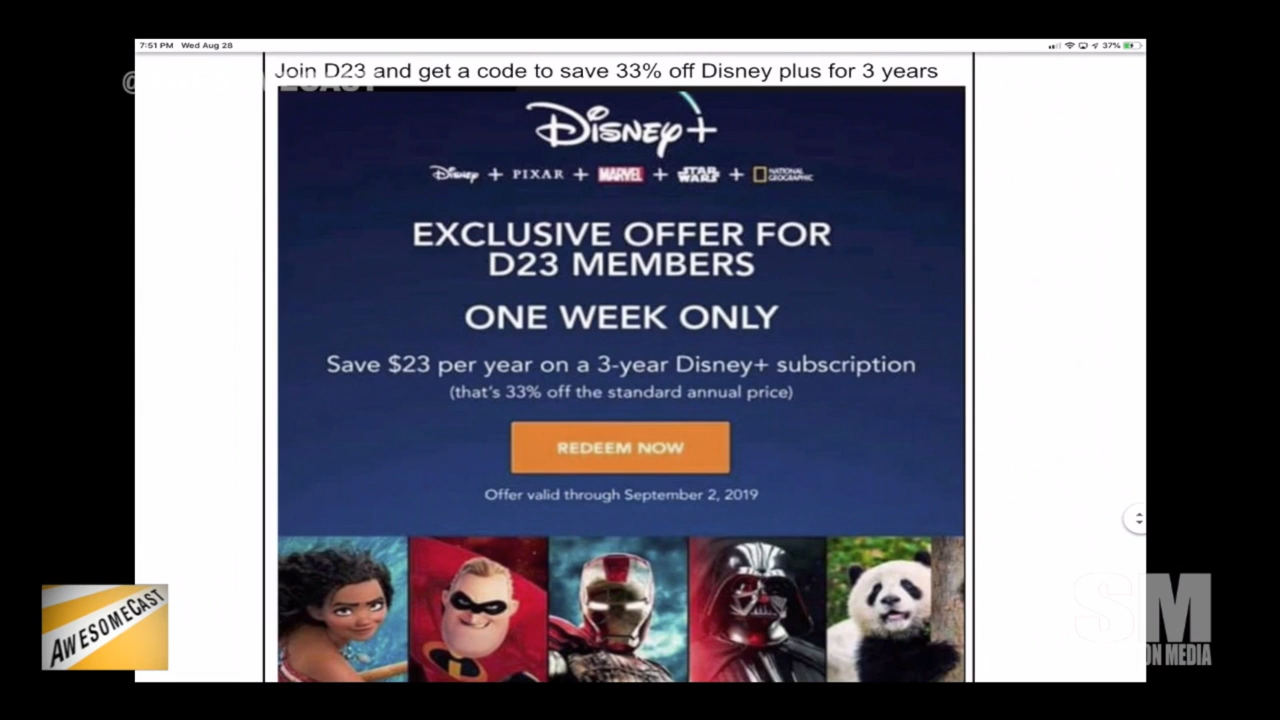 7:51 PM Wed Aug 28
37%
Join D23 and get a code to save 33% off Disney plus for 3 years
Disney+
Disney + PIXAR + MARVEL + STAR WARS + NATIONAL GEOGRAPHIC
EXCLUSIVE OFFER FOR
D23 MEMBERS
ONE WEEK ONLY
Save $23 per year on a 3-year Disney+ subscription
(that's 33% off the standard annual price)
REDEEM NOW
Offer valid through September 2, 2019
AWESOMECAST
SM
ON MEDIA